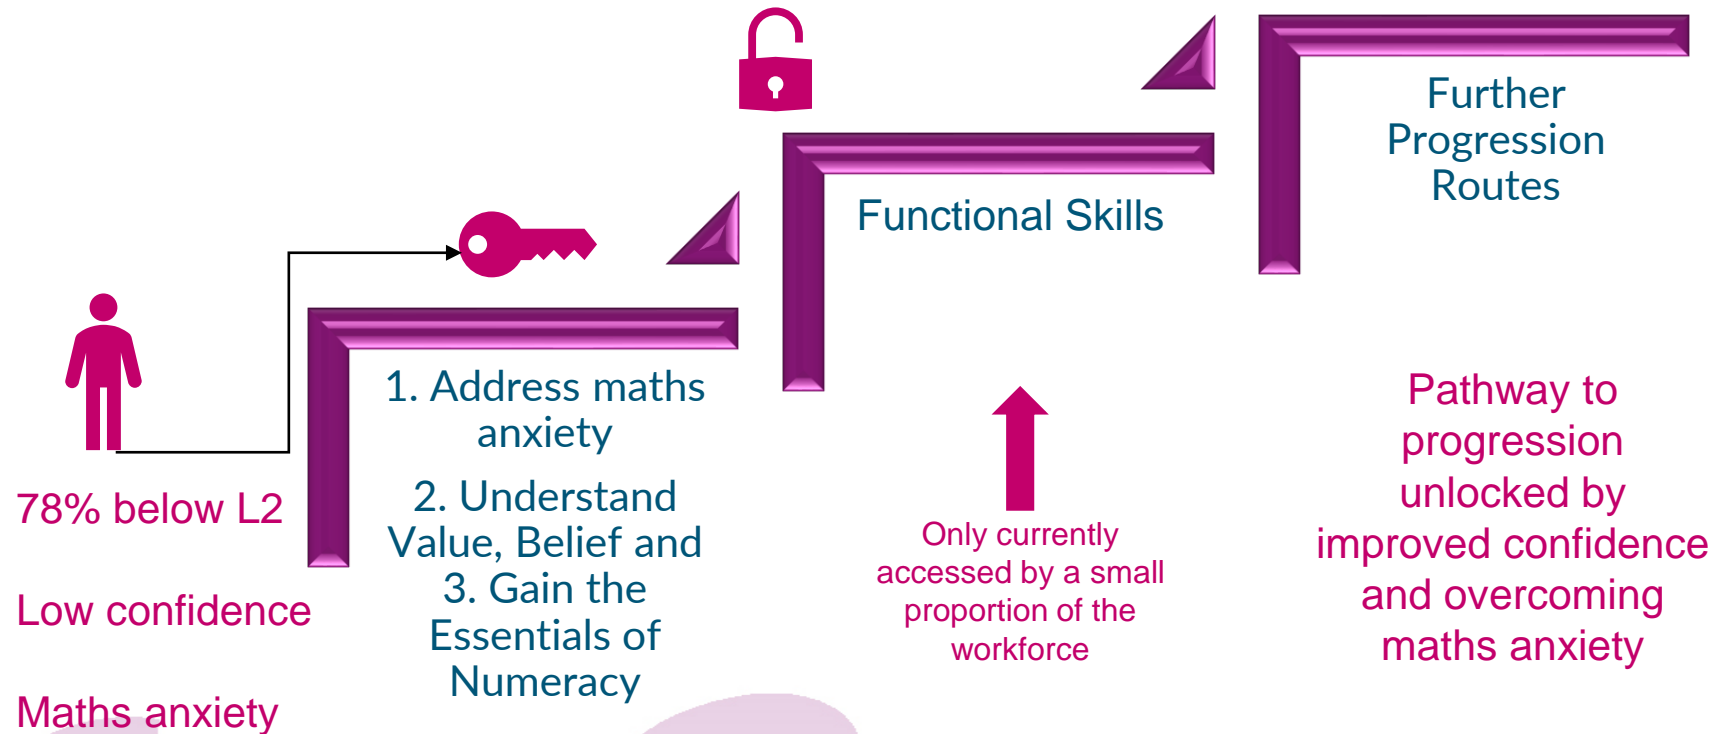 78% below L2
Low confidence
Maths anxiety
1. Address maths
anxiety
2. Understand
Value, Belief and
3. Gain the
Essentials of
Numeracy
Functional Skills
Only currently
accessed by a small
proportion of the
workforce
Further
Progression
Routes
Pathway to
progression
unlocked by
improved confidence
and overcoming
maths anxiety